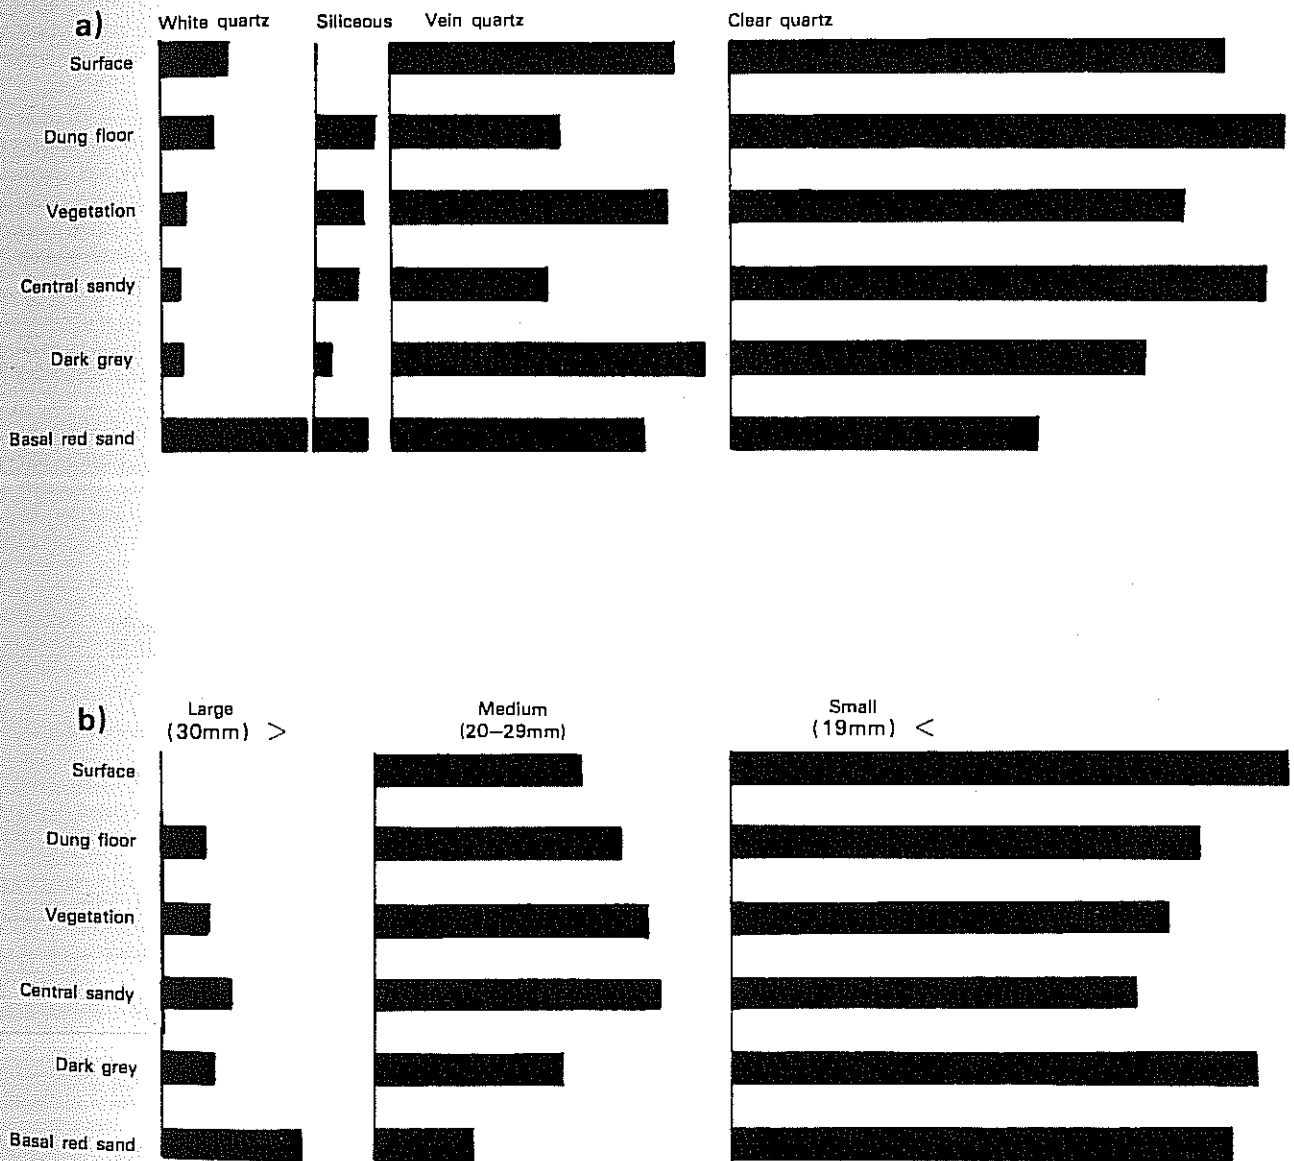 a)
White quartz Siliceous Vein quartz Clear quartz
Surface
Dung floor
Vegetation
Central sandy
Dark grey
Basal red sand
b)
Large Medium Small
(30mm) > (20–29mm) (19mm) <
Surface
Dung floor
Vegetation
Central sandy
Dark grey
Basal red sand